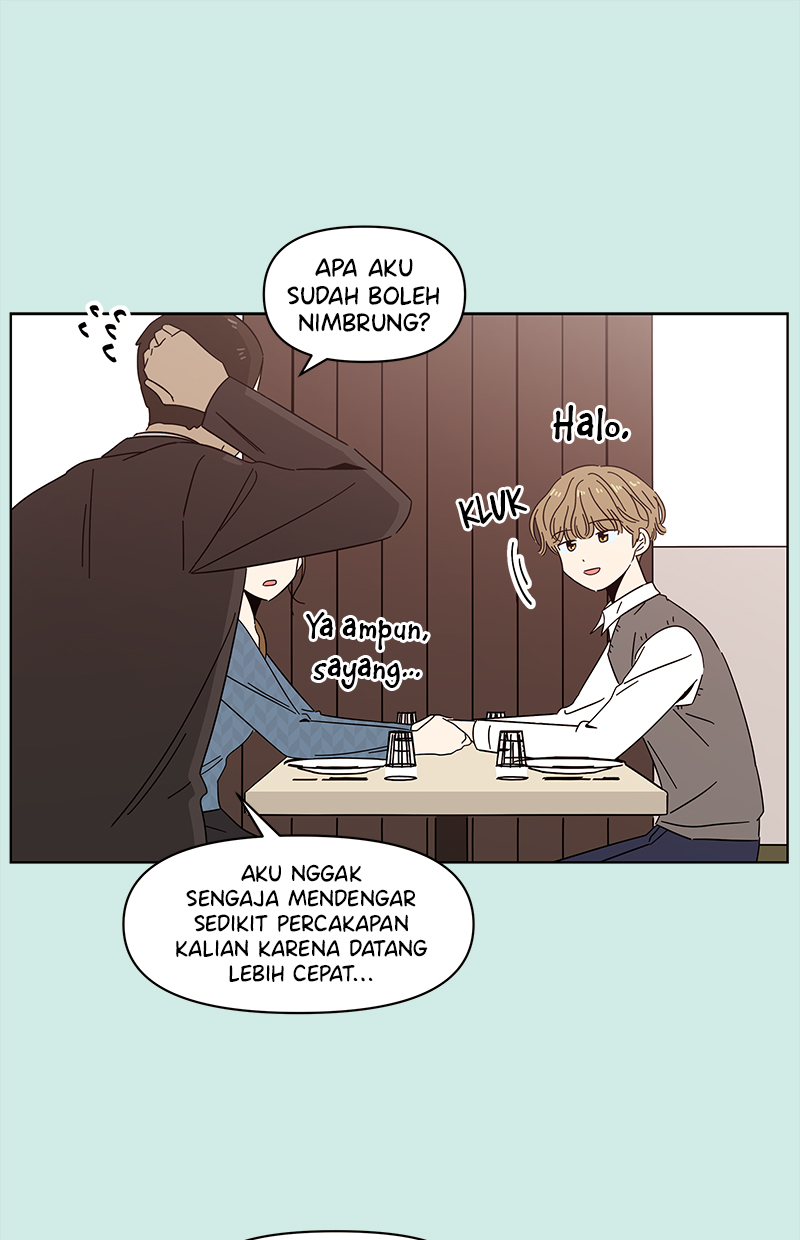 APA AKU
SUDAH BOLEH
NIMBRUNG?
Halo.
KLUK
Ya ampun,
sayang...
AKU NGGAK
SENGAJA MENDENGAR
SEDIKIT PERCAKAPAN
KALIAN KARENA DATANG
LEBIH CEPAT...